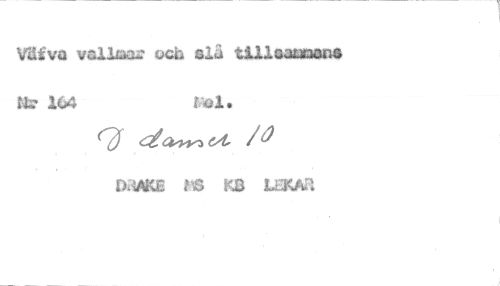 Väfva vallmar och slå tillsammans
Nr 164 Mel.
D danser 10
DRAKE MS KB LEKAR